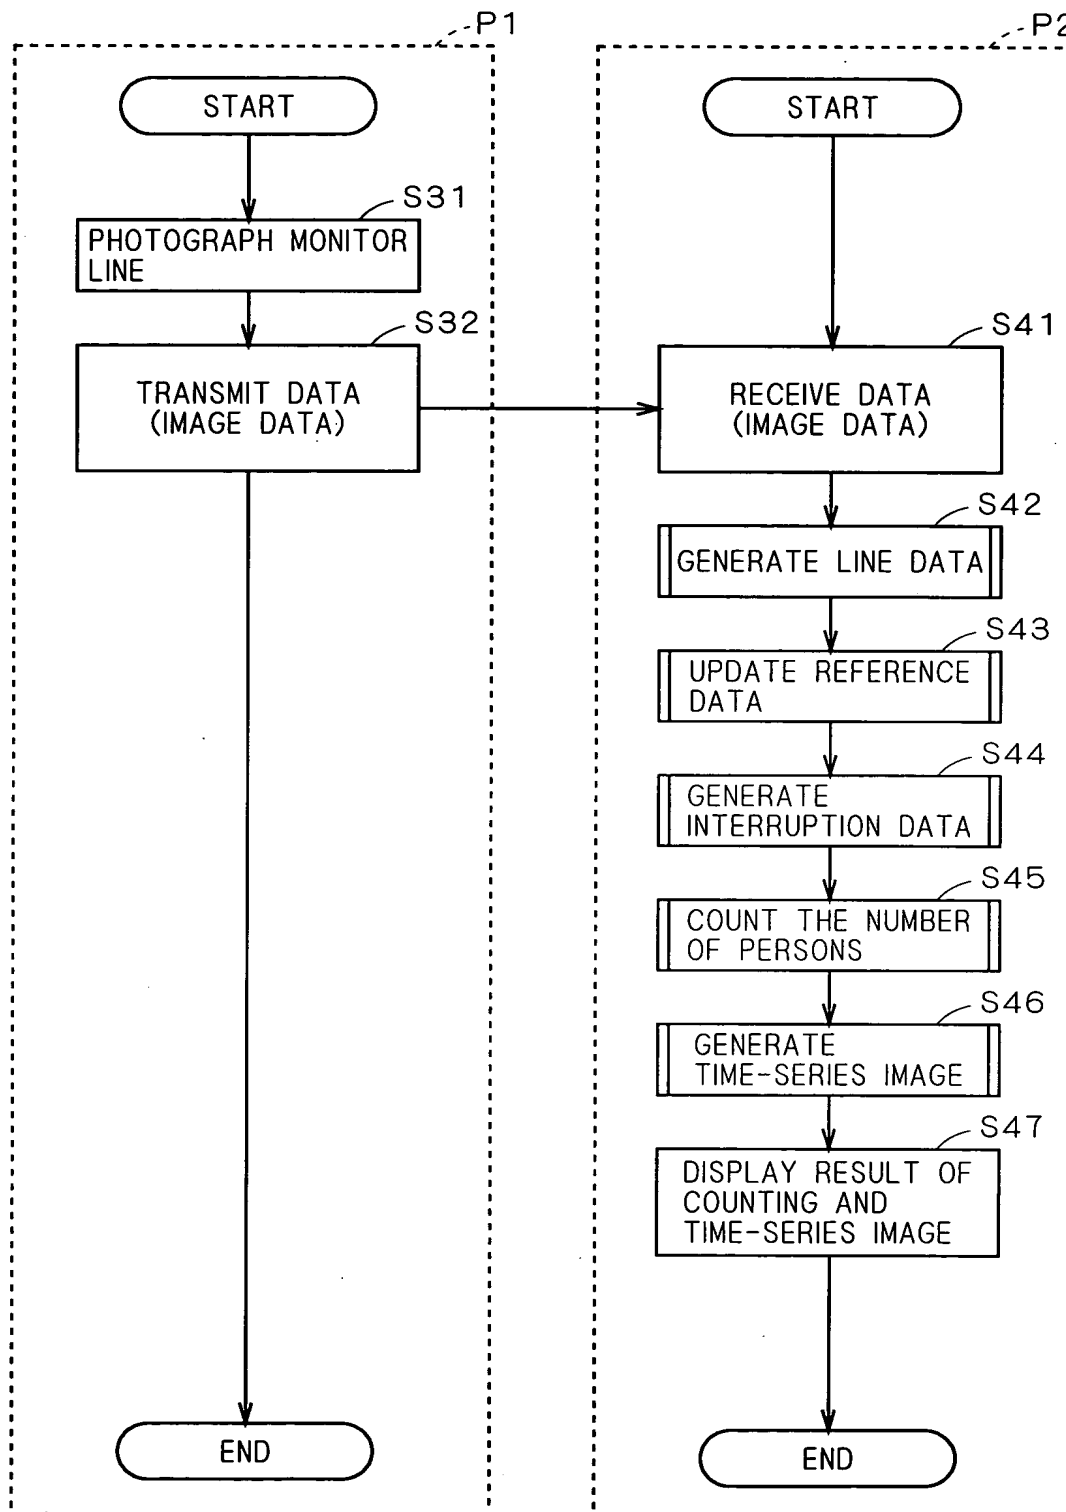 P1
START
S31
PHOTOGRAPH MONITOR
LINE
S32
TRANSMIT DATA
(IMAGE DATA)
END
P2
START
S41
RECEIVE DATA
(IMAGE DATA)
S42
GENERATE LINE DATA
S43
UPDATE REFERENCE
DATA
S44
GENERATE
INTERRUPTION DATA
S45
COUNT THE NUMBER
OF PERSONS
S46
GENERATE
TIME-SERIES IMAGE
S47
DISPLAY RESULT OF
COUNTING AND
TIME-SERIES IMAGE
END